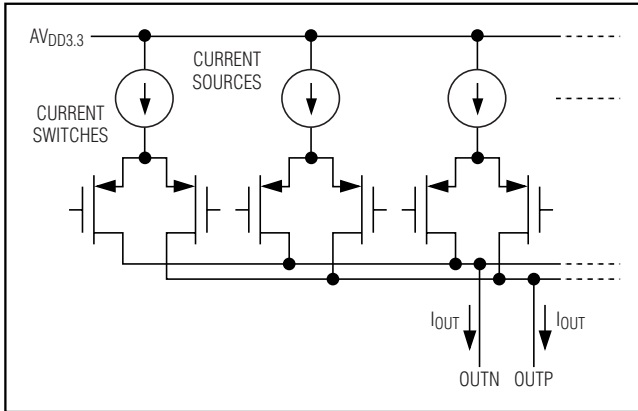 AVDD3.3
CURRENT
SOURCES
CURRENT
SWITCHES
IOUT
IOUT
OUTN
OUTP